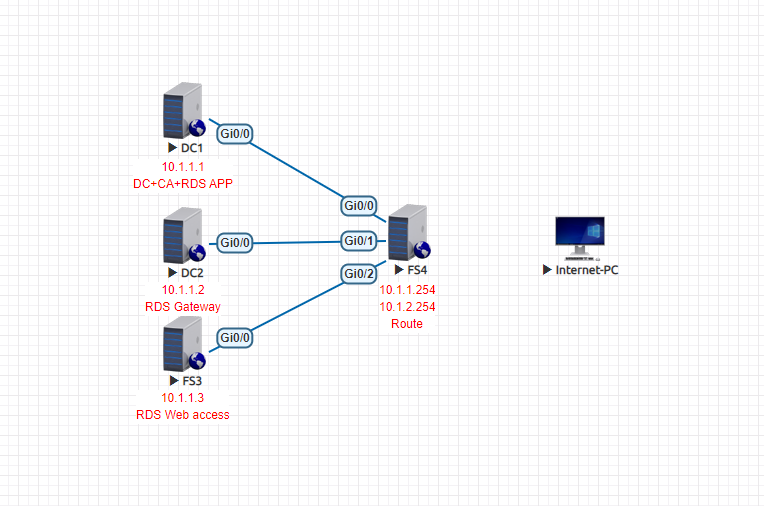 Gi0/0
DC1
10.1.1.1
DC+CA+RDS APP
Gi0/0
Gi0/0
Gi0/1
Gi0/2
DC2
10.1.1.2
RDS Gateway
FS4
10.1.1.254
10.1.2.254
Route
Internet-PC
Gi0/0
FS3
10.1.1.3
RDS Web access